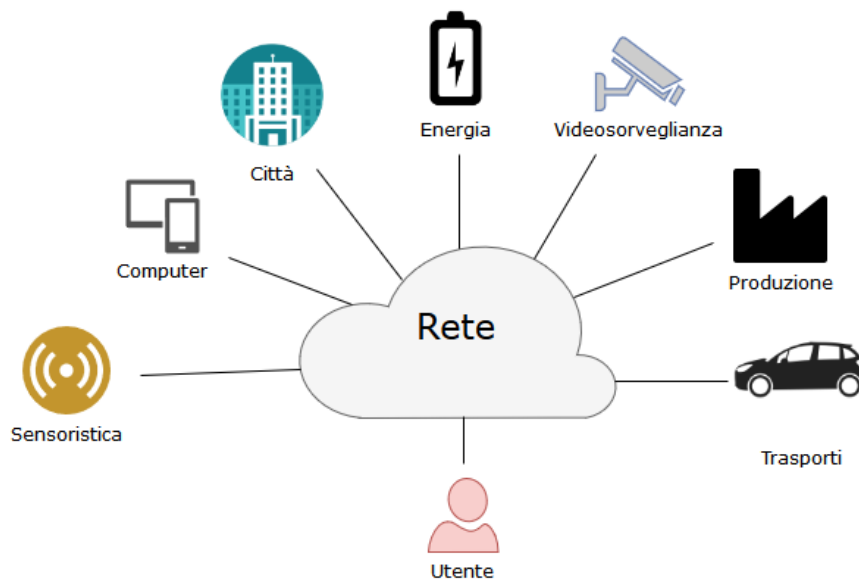 Energia
Videosorveglianza
Città
Computer
Produzione
Rete
Sensoristica
Trasporti
Utente